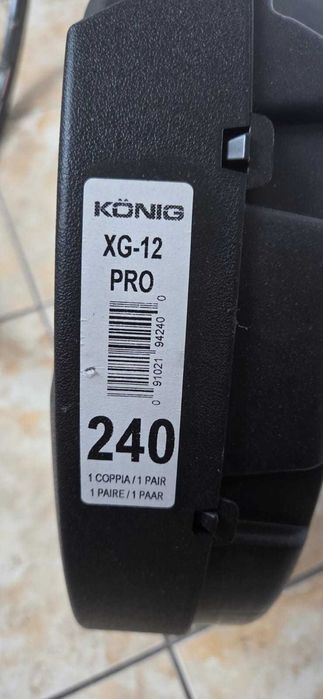 KÖNIG
XG-12
PRO
0 91021 94240 0
240
1 COPPIA / 1 PAIR
1 PAIRE / 1 PAAR